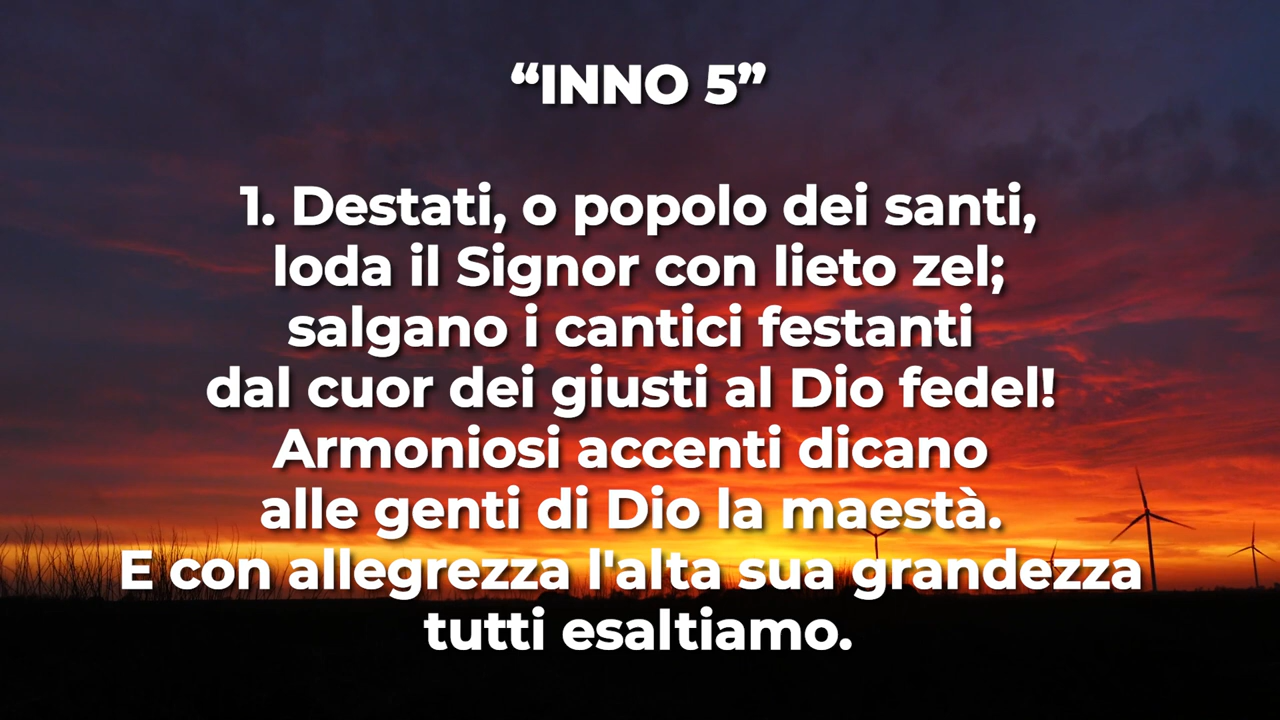 “INNO 5”
1. Destati, o popolo dei santi,
loda il Signor con lieto zel;
salgano i cantici festanti
dal cuor dei giusti al Dio fedel!
Armoniosi accenti dicano
alle genti di Dio la maestà.
E con allegrezza l'alta sua grandezza
tutti esaltiamo.